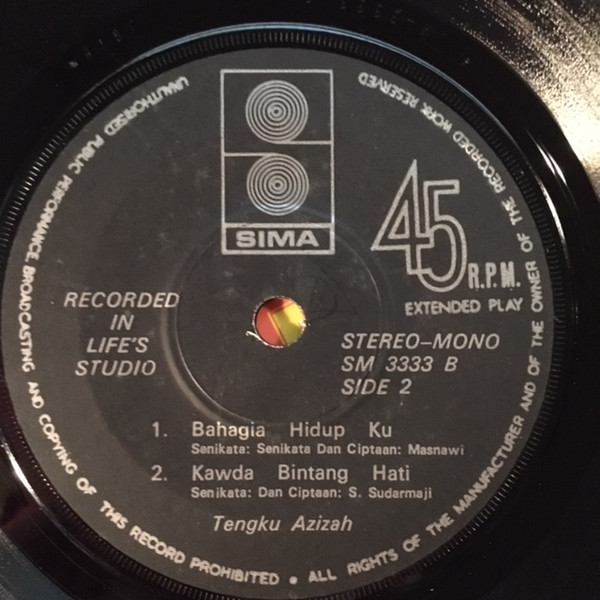 SIMA
45
R.P.M.
EXTENDED PLAY
RECORDED
IN
LIFE'S
STUDIO
STEREO-MONO
SM 3333 B
SIDE 2
1. Bahagia Hidup Ku
Senikata: Senikata Dan Ciptaan: Masnawi
2. Kawda Bintang Hati
Senikata: Dan Ciptaan: S. Sudarmaji
Tengku Azizah
UNAUTHORISED PUBLIC PERFORMANCE, BROADCASTING AND COPYING OF THIS RECORD PROHIBITED • ALL RIGHTS OF THE MANUFACTURER AND OF THE OWNER OF THE RECORDED WORK RESERVED